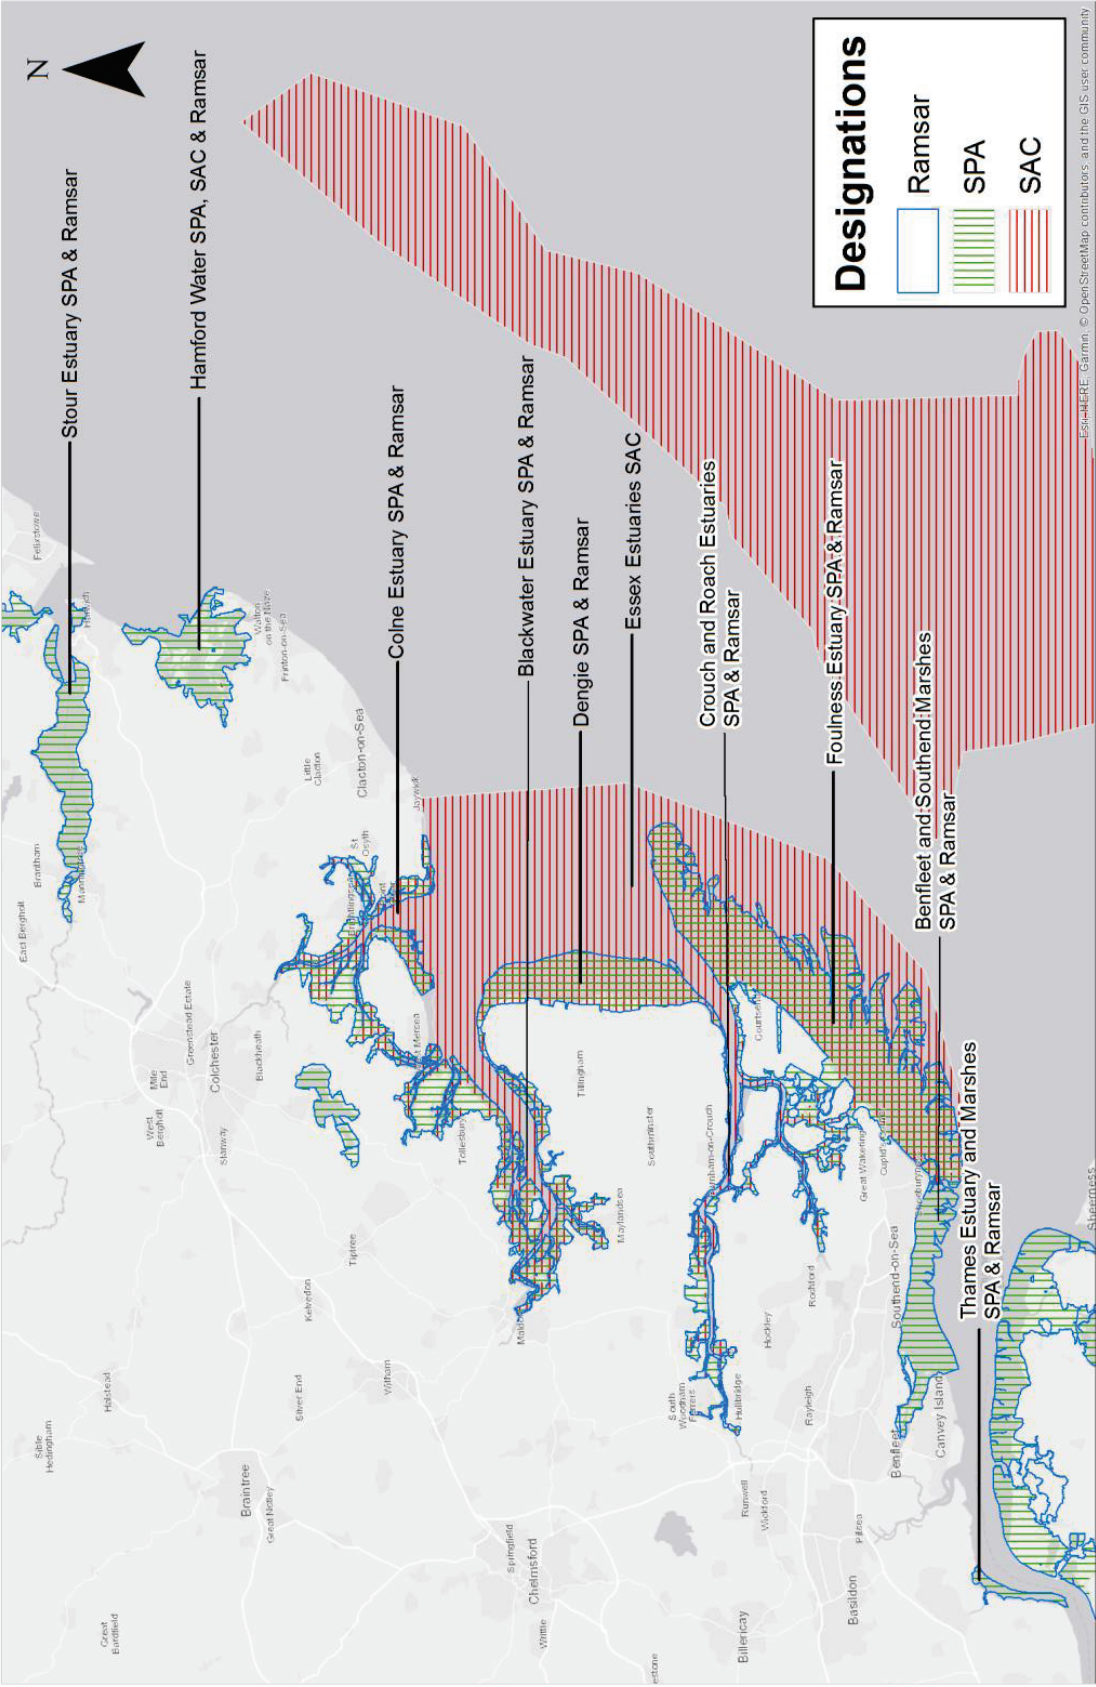 N
Stour Estuary SPA & Ramsar
Hamford Water SPA, SAC & Ramsar
Colne Estuary SPA & Ramsar
Blackwater Estuary SPA & Ramsar
Dengie SPA & Ramsar
Essex Estuaries SAC
Crouch and Roach Estuaries
SPA & Ramsar
Foulness Estuary SPA & Ramsar
Benfleet and Southend Marshes
SPA & Ramsar
Thames Estuary and Marshes
SPA & Ramsar
Designations
Ramsar
SPA
SAC
Felixstowe
Harwich
Walton
on the Naze
Frinton-on-Sea
Brantham
East Bergholt
Little
Clacton
Clacton-on-Sea
Jaywick
St
Osyth
Greenstead Estate
Colchester
Mile
End
West
Bergholt
Stanway
Blackheath
Tiptree
Kelvedon
Tollesbury
Tillingham
Southminster
Maylandsea
Halstead
Sible
Hedingham
Silver End
Witham
Braintree
Great Notley
Great
Bardfield
Springfield
Chelmsford
Writtle
South
Woodham
Ferrers
Hullbridge
Hockley
Rochford
Rayleigh
Great Wakering
Southend-on-Sea
Canvey Island
Benfleet
Runwell
Wickford
Pitsea
Basildon
Billericay
Sheerness
estone
Esri, HERE, Garmin, © OpenStreetMap contributors, and the GIS user community